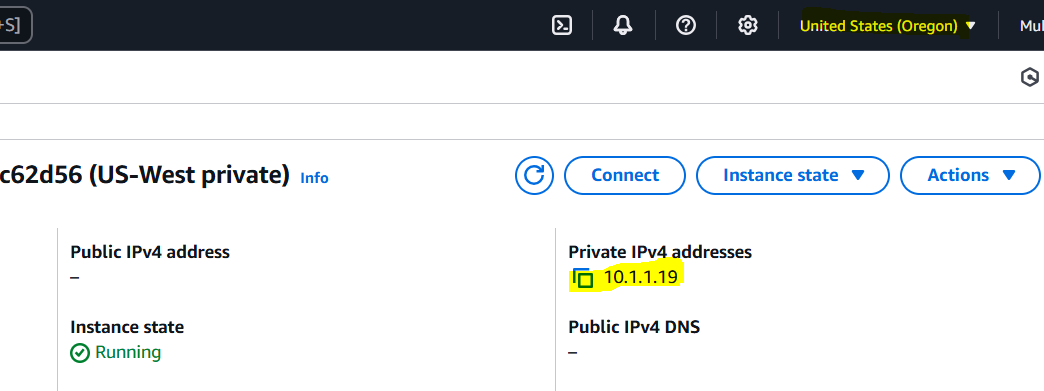 +S]
United States (Oregon)
c62d56 (US-West private) Info
Connect
Instance state
Actions
Public IPv4 address
–
Private IPv4 addresses
10.1.1.19
Instance state
Running
Public IPv4 DNS
–